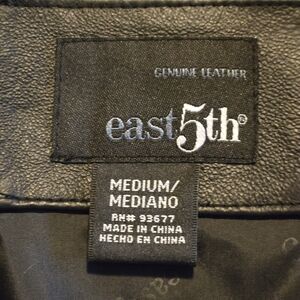 GENUINE LEATHER
east5th®
MEDIUM/
MEDIANO
RN# 93677
MADE IN CHINA
HECHO EN CHINA